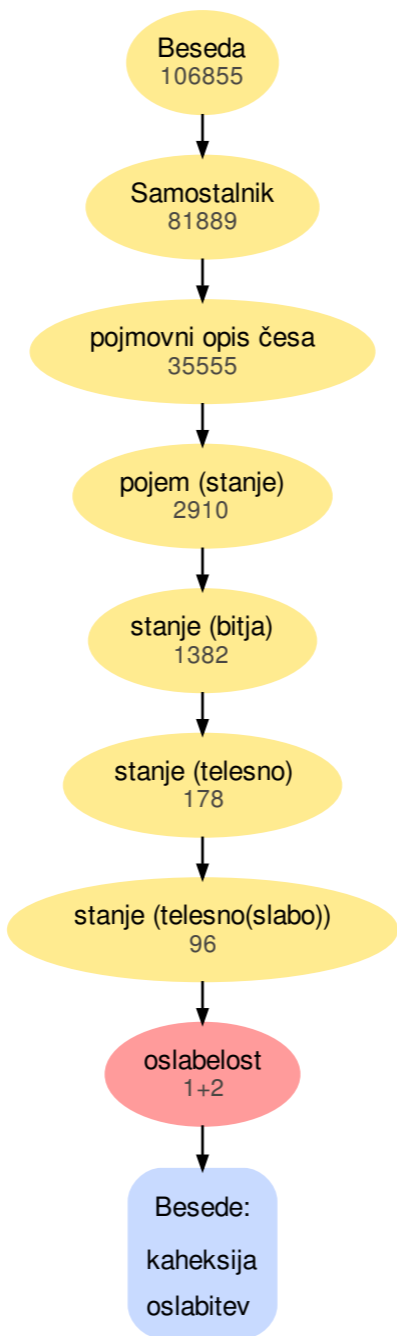 Beseda
106855
Samostalnik
81889
pojmovni opis česa
35555
pojem (stanje)
2910
stanje (bitja)
1382
stanje (telesno)
178
stanje (telesno(slabo))
96
oslabelost
1+2
Besede:
kaheksija
oslabitev